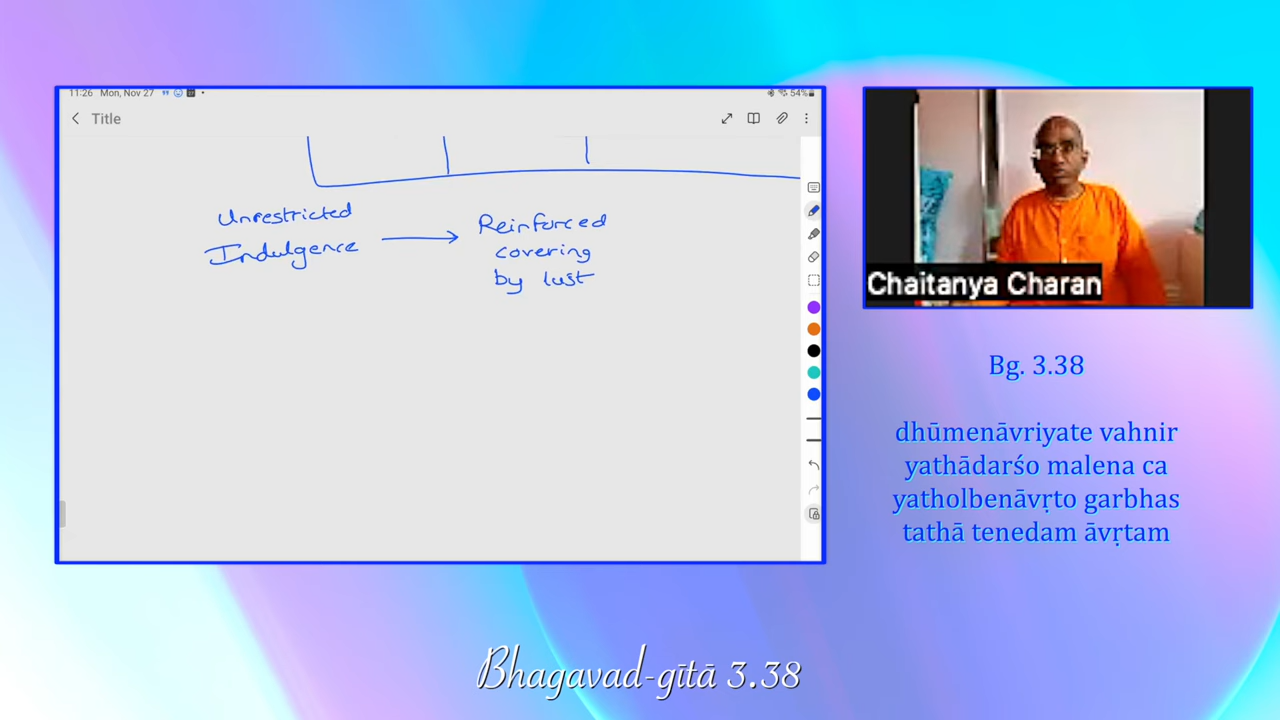 11:26 Mon, Nov 27
54%
Title
Unrestricted
Indulgence
Reinforced
covering
by lust
Chaitanya Charan
Bg. 3.38
dhūmenāvriyate vahnir
yathādarśo malena ca
yatholbenāvṛto garbhas
tathā tenedam āvṛtam
Bhagavad-gītā 3.38